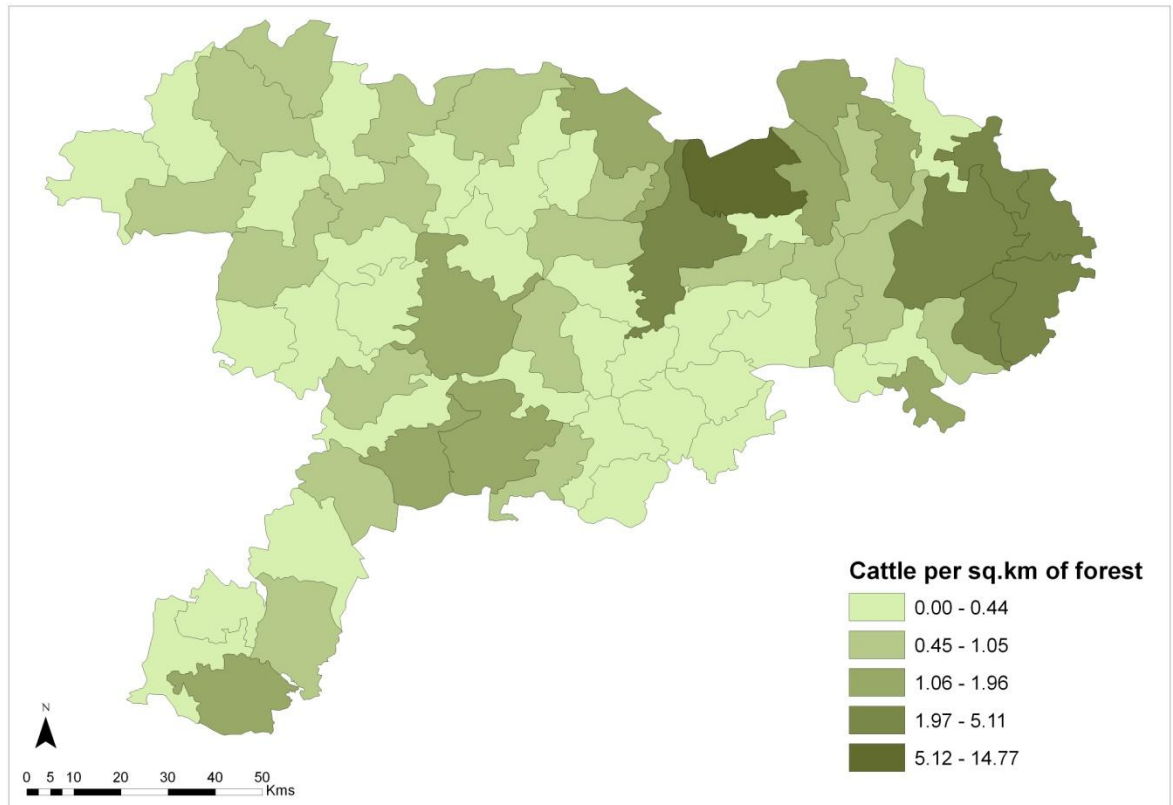 Cattle per sq.km of forest
0.00 - 0.44
0.45 - 1.05
1.06 - 1.96
1.97 - 5.11
5.12 - 14.77
N
0 5 10 20 30 40 50
Kms